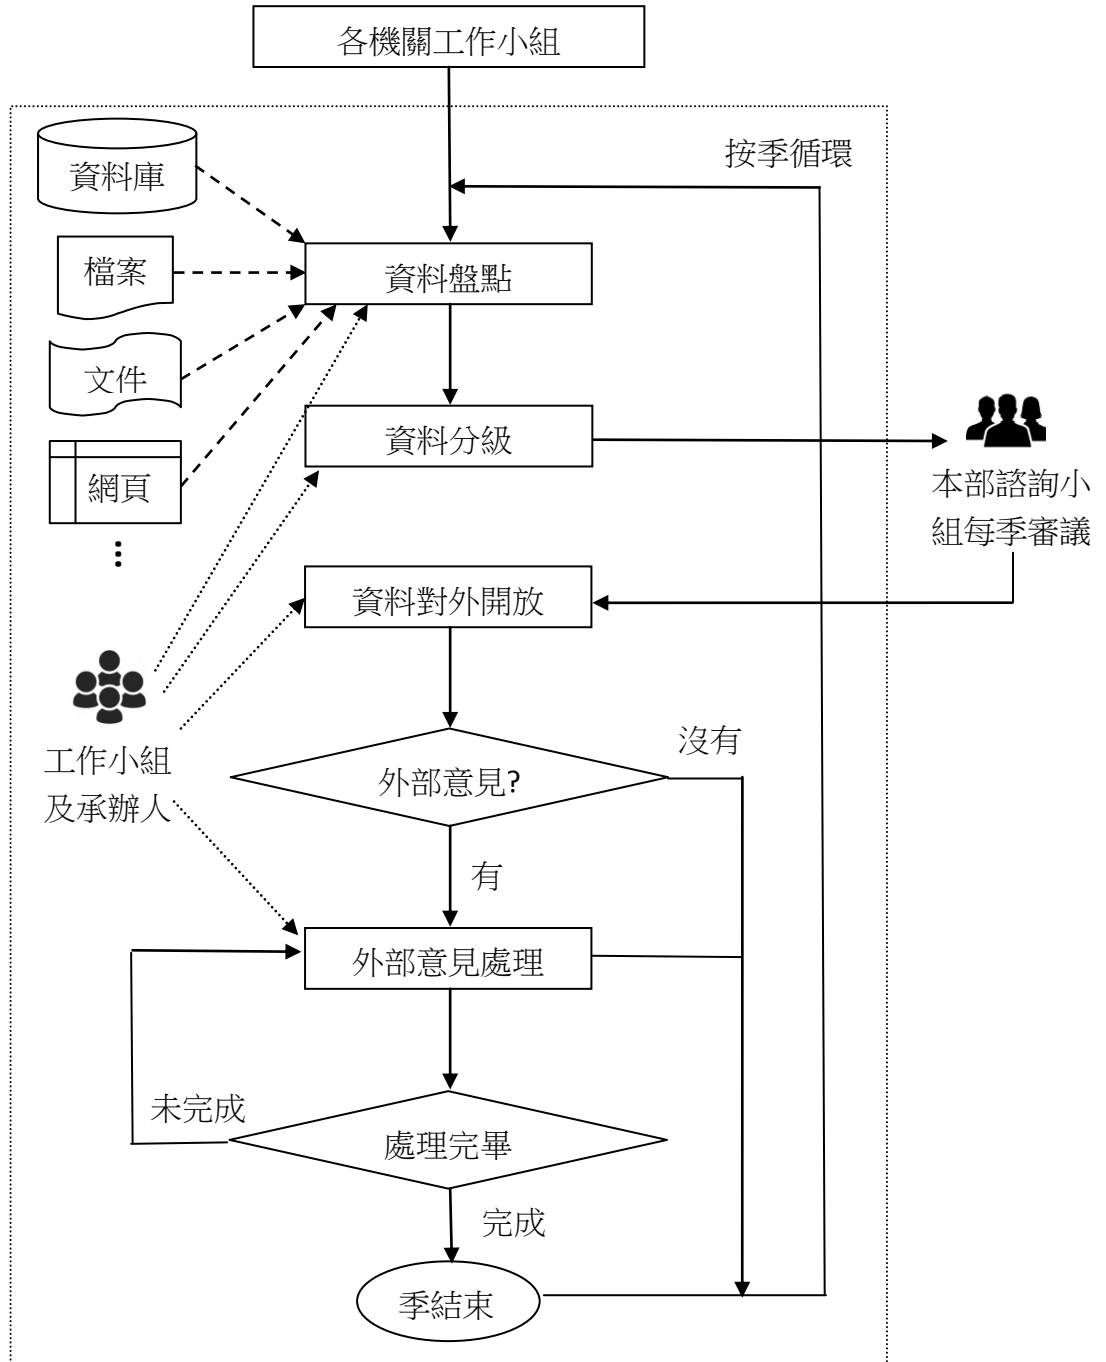 各機關工作小組
按季循環
資料庫
檔案
資料盤點
文件
資料分級
網頁
本部諮詢小
組每季審議
資料對外開放
沒有
工作小組
及承辦人
外部意見?
有
外部意見處理
未完成
處理完畢
完成
季結束